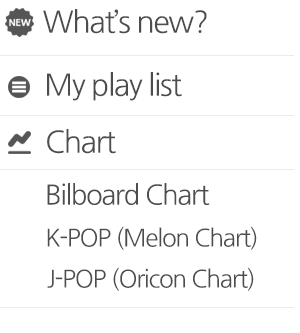 NEW What's new?
My play list
Chart
Bilboard Chart
K-POP (Melon Chart)
J-POP (Oricon Chart)